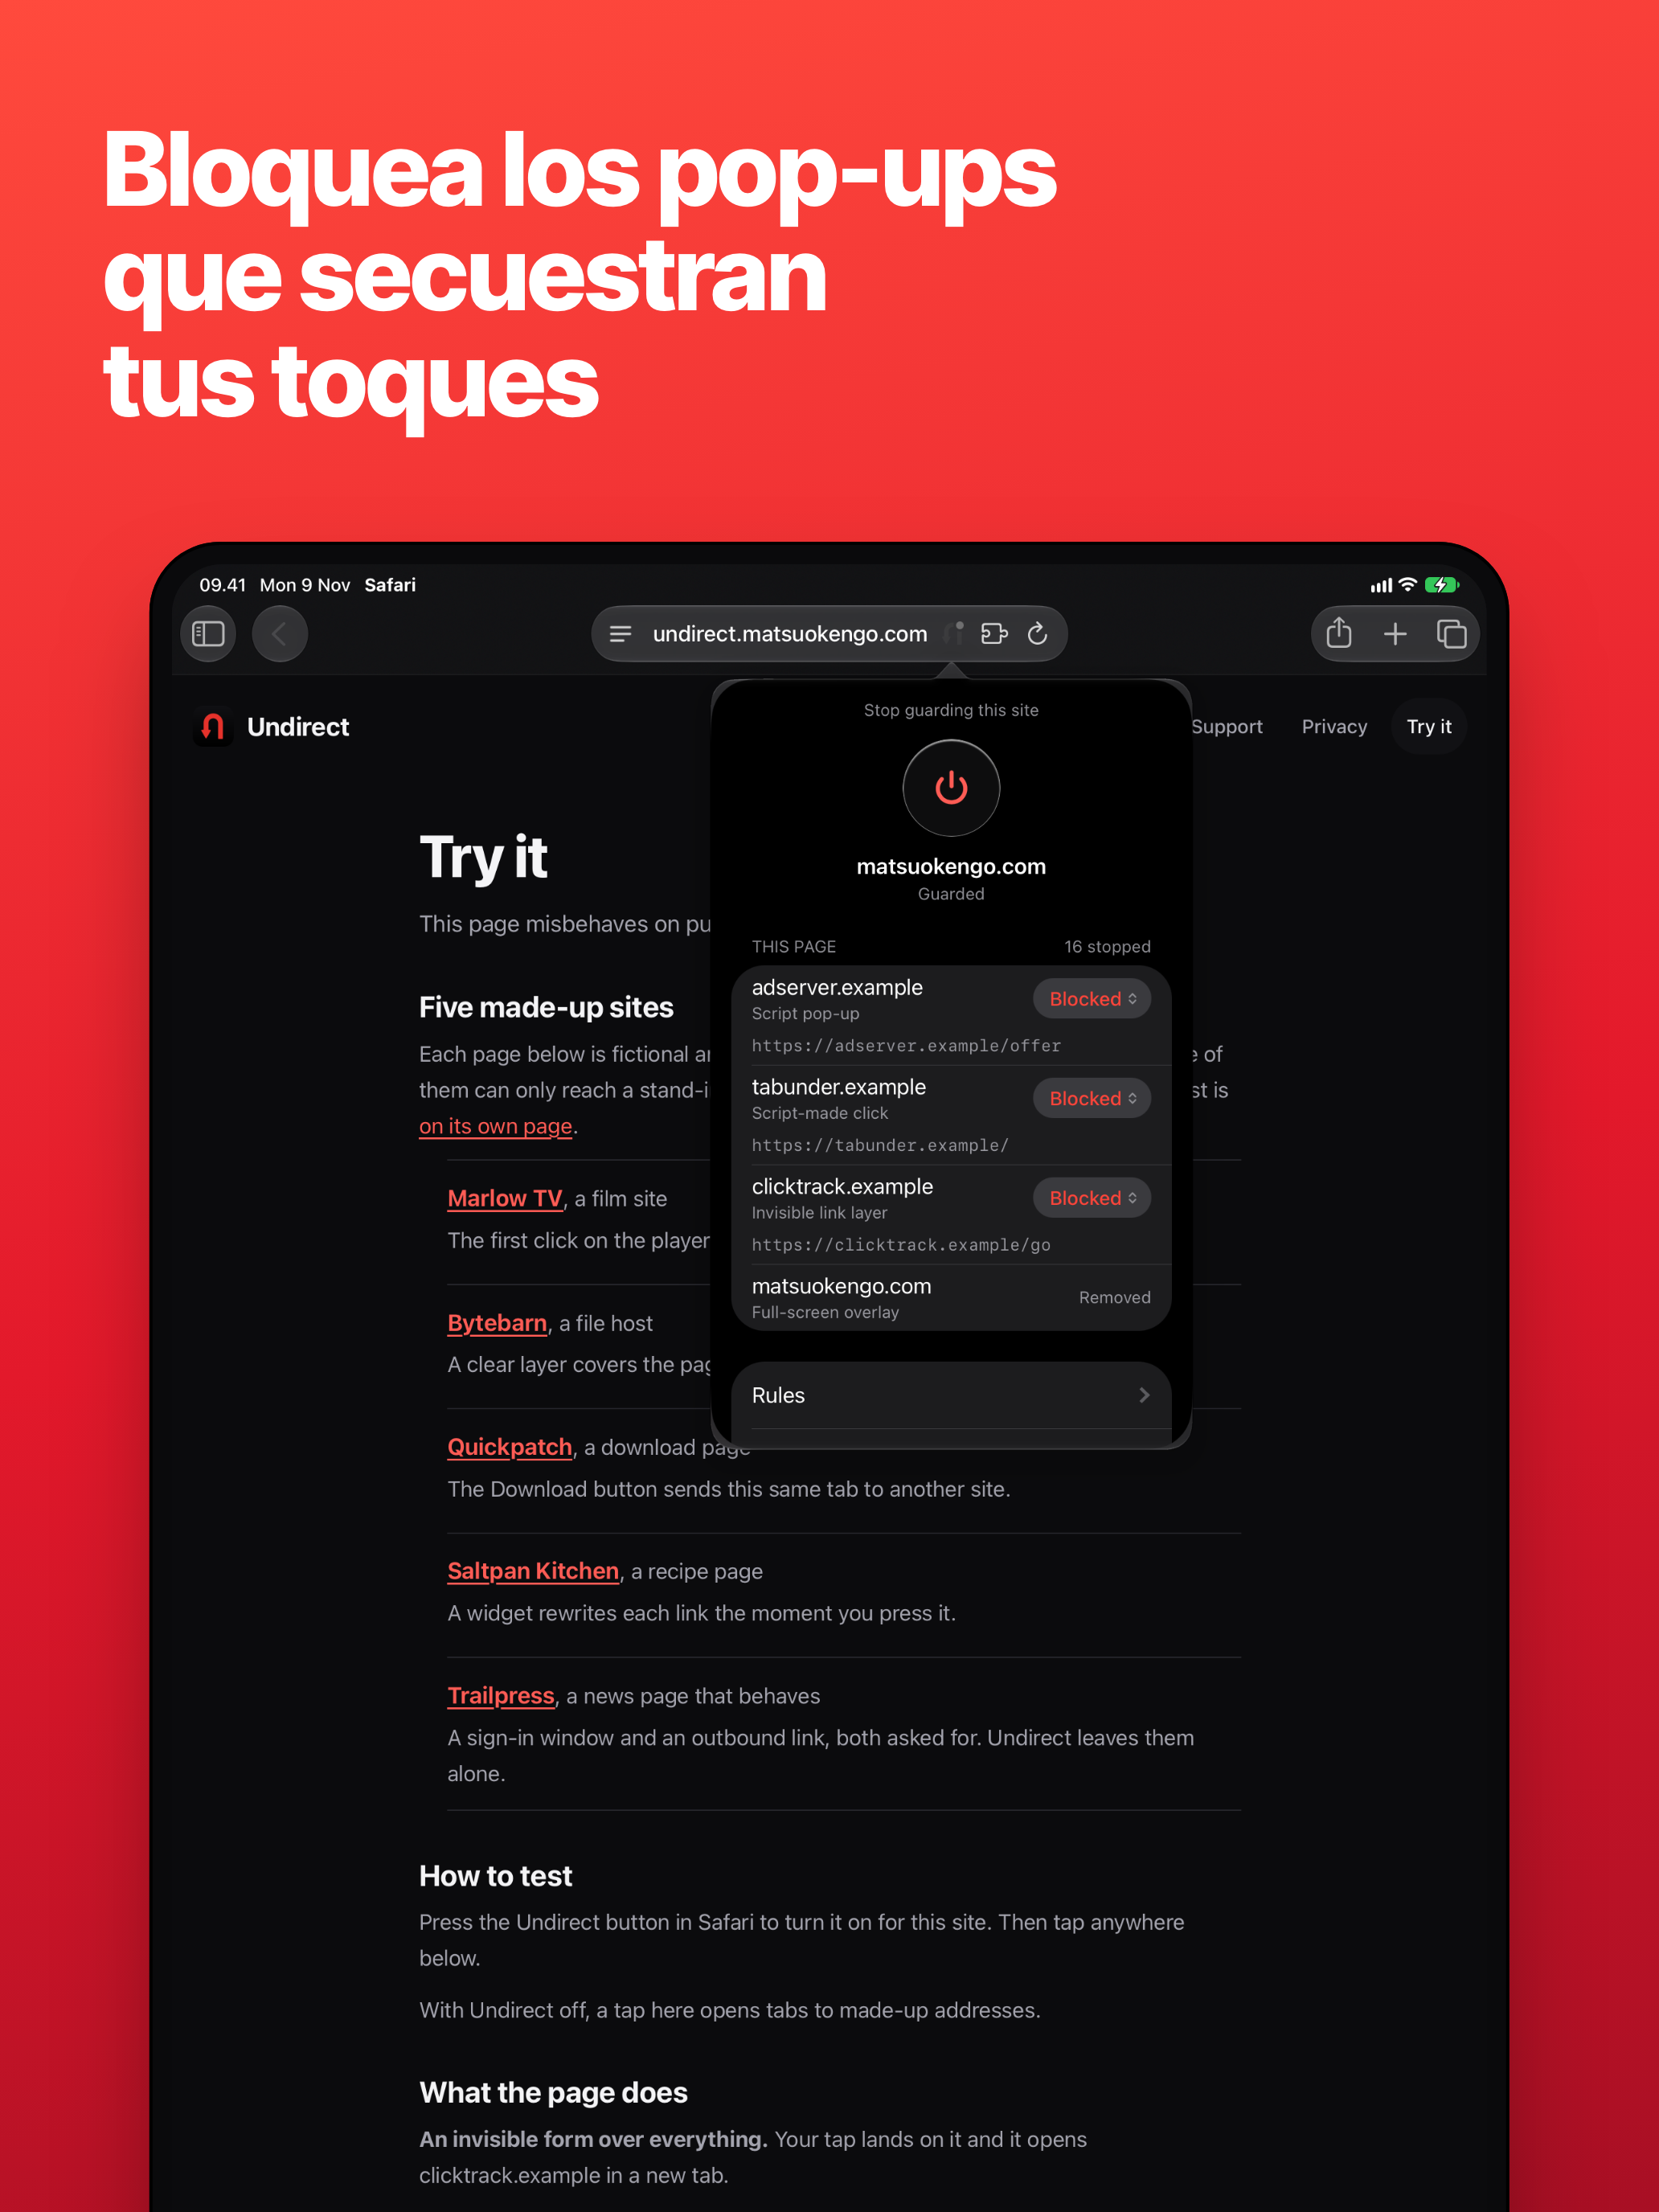 Bloquea los pop-ups
que secuestran
tus toques
09.41 Mon 9 Nov Safari
undirect.matsuokengo.com
Undirect
Support Privacy Try it
Stop guarding this site
matsuokengo.com
Guarded
THIS PAGE 16 stopped
adserver.example Blocked
Script pop-up
https://adserver.example/offer
tabunder.example Blocked
Script-made click
https://tabunder.example/
clicktrack.example Blocked
Invisible link layer
https://clicktrack.example/go
matsuokengo.com Removed
Full-screen overlay
Rules
Try it
This page misbehaves on
Five made-up sites
Each page below is fictional of
them can only reach a is
on its own page.
Marlow TV, a film site
The first click on the player
Bytebarn, a file host
A clear layer covers the
Quickpatch, a download page
The Download button sends this same tab to another site.
Saltpan Kitchen, a recipe page
A widget rewrites each link the moment you press it.
Trailpress, a news page that behaves
A sign-in window and an outbound link, both asked for. Undirect leaves them
alone.
How to test
Press the Undirect button in Safari to turn it on for this site. Then tap anywhere
below.
With Undirect off, a tap here opens tabs to made-up addresses.
What the page does
An invisible form over everything. Your tap lands on it and it opens
clicktrack.example in a new tab.